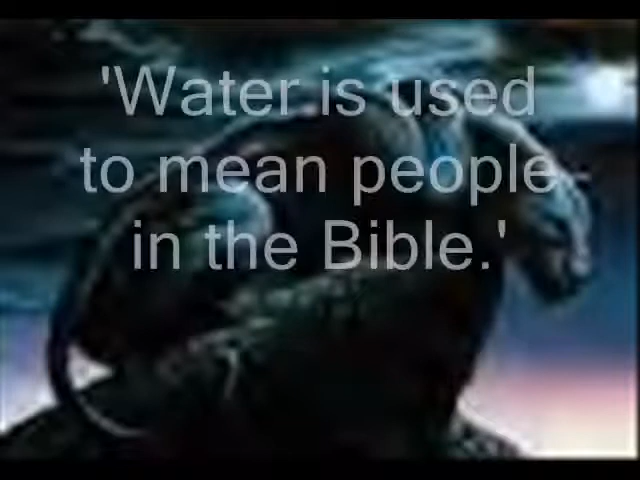 'Water is used
to mean people
in the Bible.'